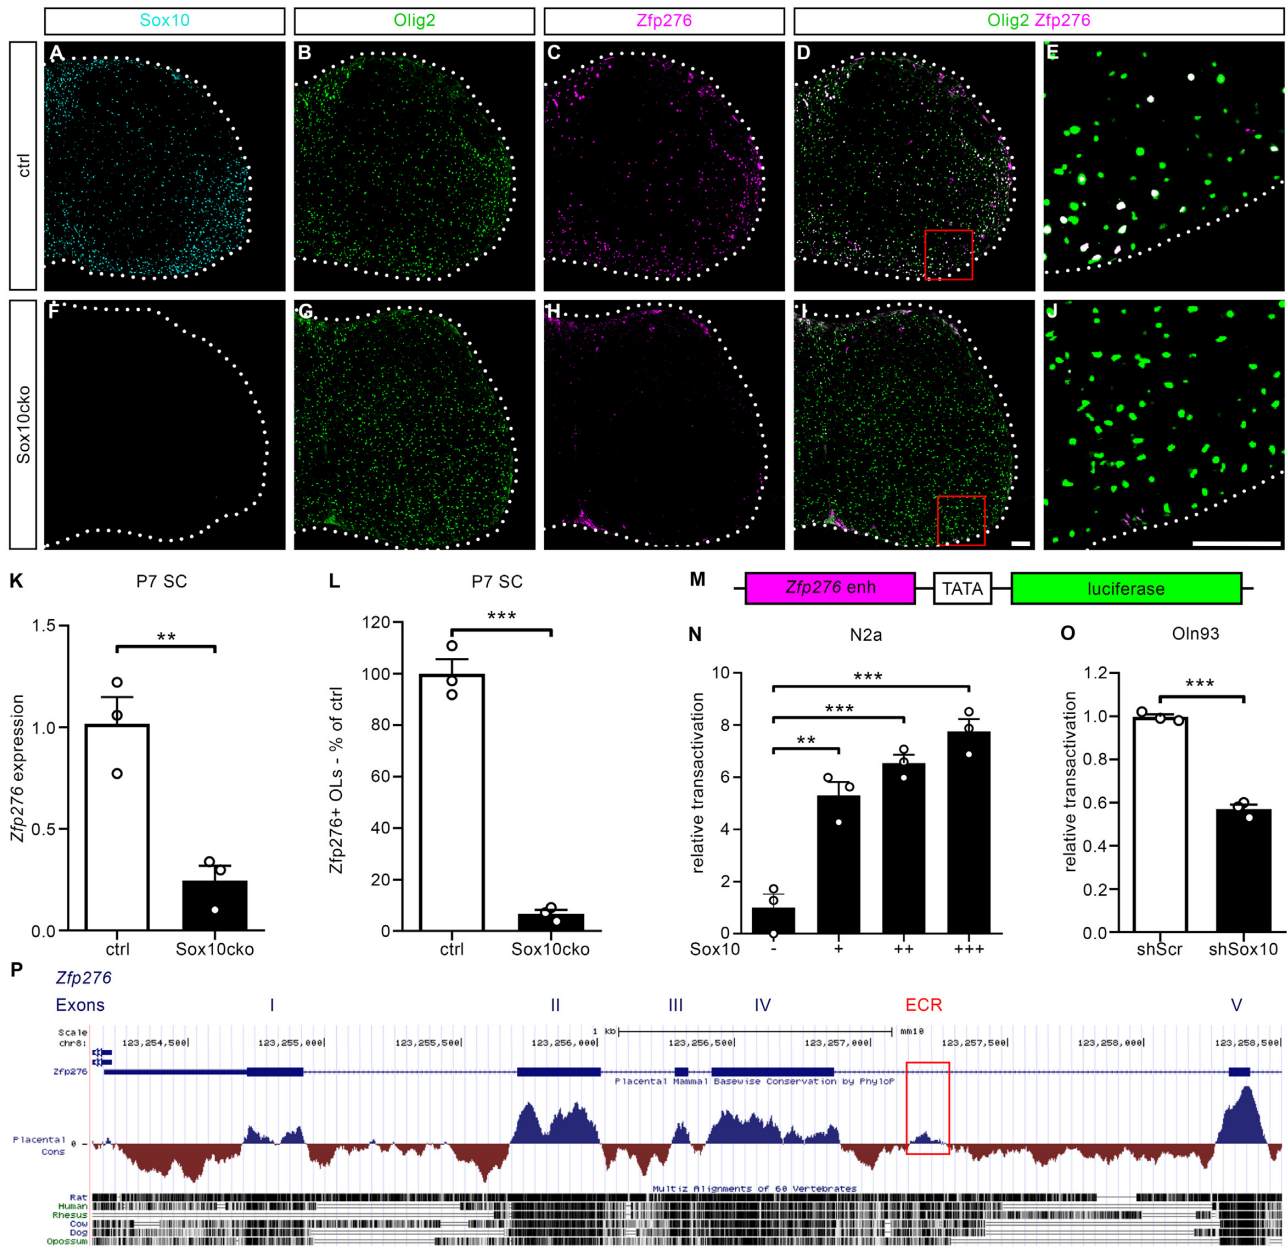 Sox10 Olig2 Zfp276 Olig2 Zfp276
ctrl
A B C D E
Sox10cko
F G H I J
K P7 SC
Zfp276 expression
1.5
1.0
0.5
0.0
**
ctrl Sox10cko
L P7 SC
Zfp276+ OLs - % of ctrl
120
100
80
60
40
20
0
***
ctrl Sox10cko
M Zfp276 enh TATA luciferase
N N2a
relative transactivation
10
8
6
4
2
0
***
***
**
Sox10 - + ++ +++
O Oln93
relative transactivation
1.2
1.0
0.8
0.6
0.4
0.2
0.0
***
shScr shSox10
P Zfp276
Exons I II III IV ECR V
Scale 1 kb mm10
chr8: 123,254,500 123,255,000 123,255,500 123,256,000 123,256,500 123,257,000 123,257,500 123,258,000 123,258,500
Zfp276
Placental Mammal Basewise Conservation by PhyloP
Placental Cons
0 -
Multiz Alignments of 60 Vertebrates
Rat
Human
Rhesus
Cow
Dog
Opossum